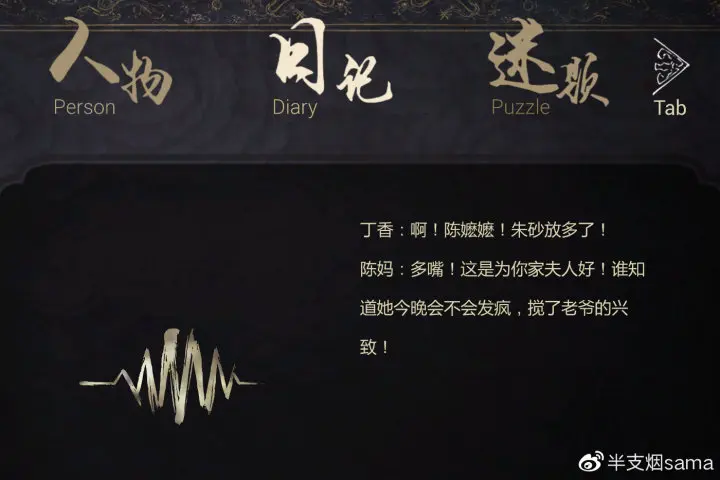 人物 日记 迷题
Person Diary Puzzle Tab
丁香：啊！陈嬷嬷！朱砂放多了！
陈妈：多嘴！这是为你家夫人好！谁知
道她今晚会不会发疯，搅了老爷的兴
致！
半支烟sama